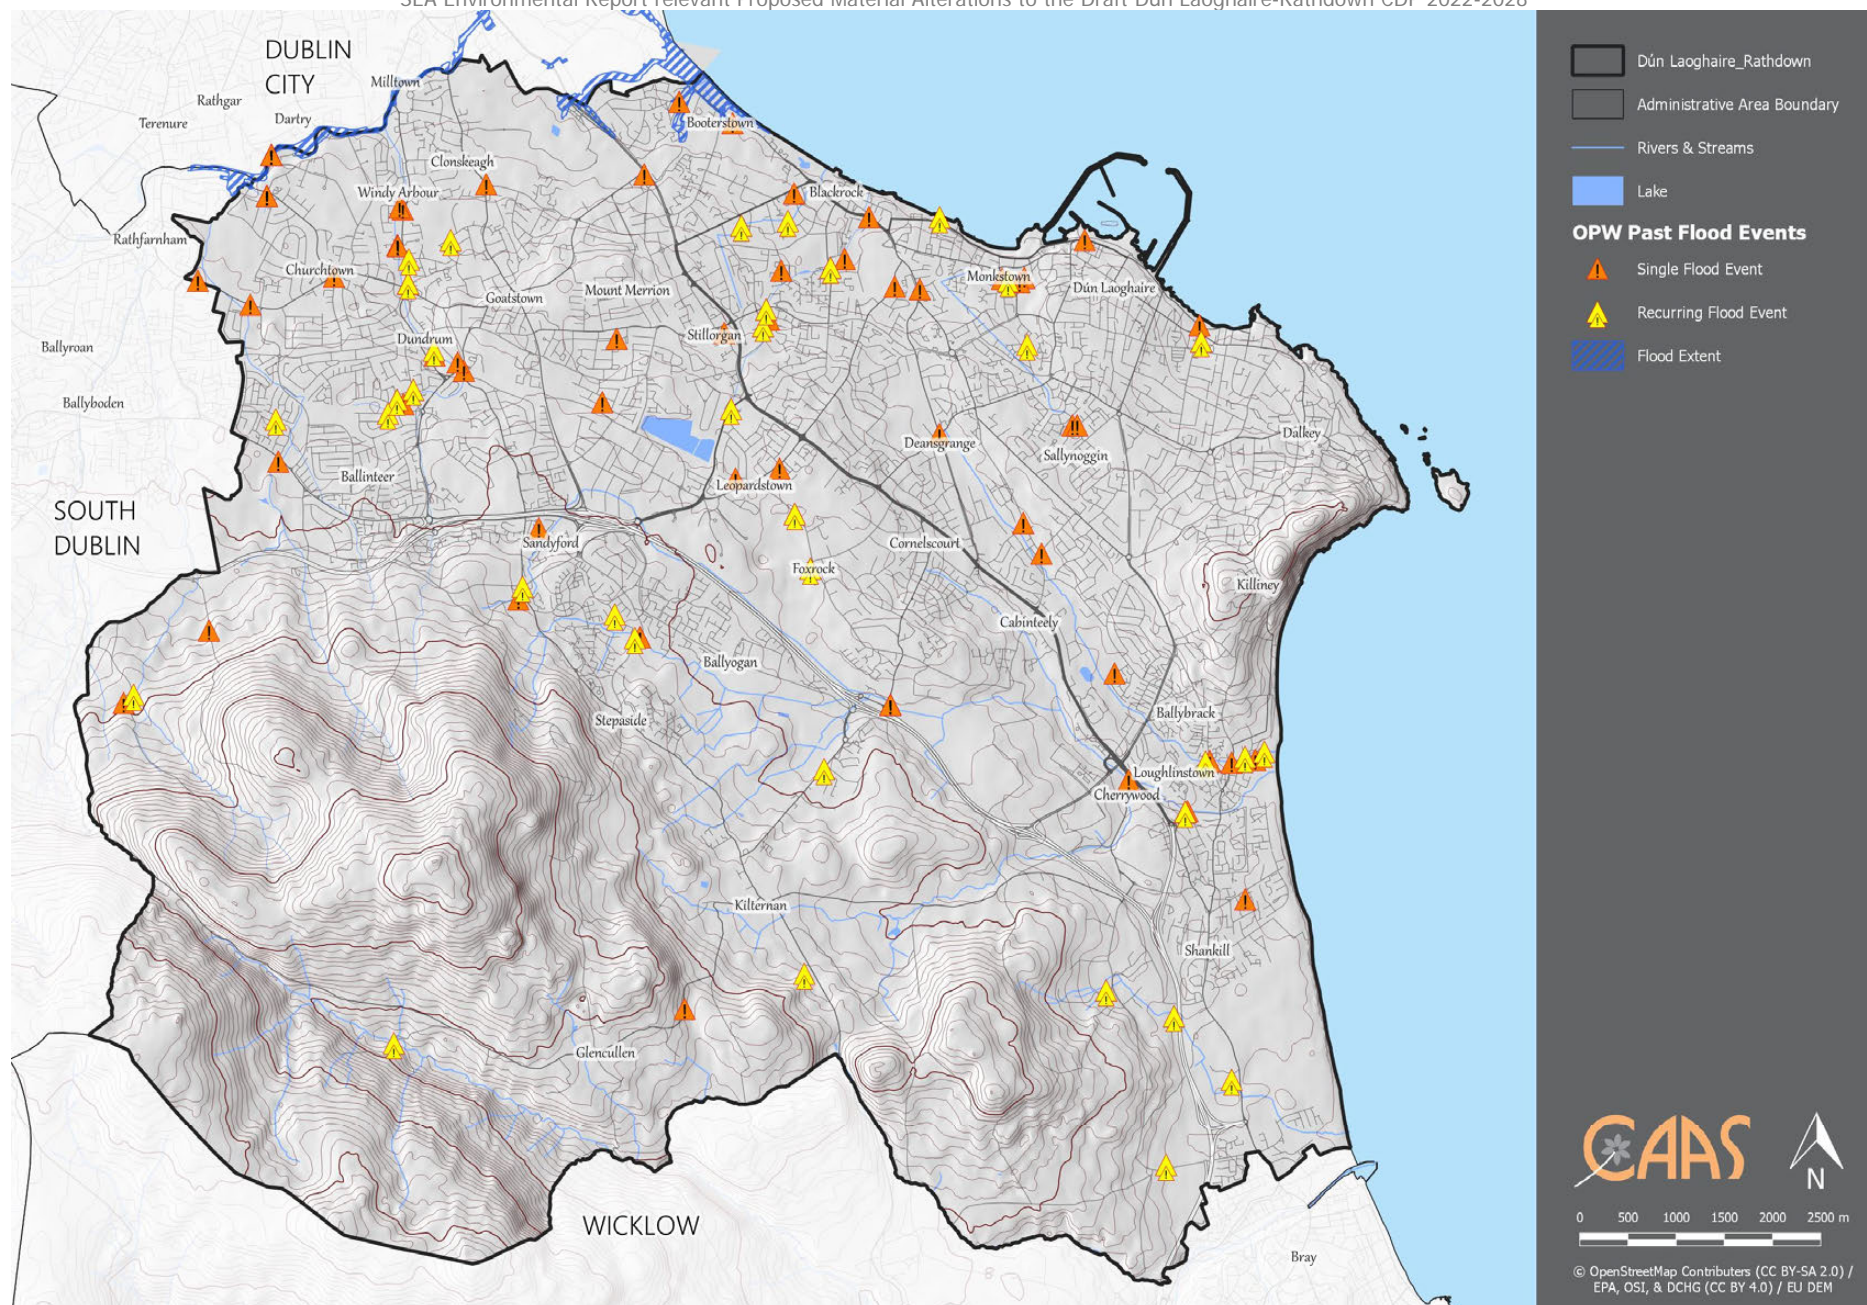 SEA Environmental Report relevant Proposed Material Alterations to the Draft Dún Laoghaire-Rathdown CDP 2022-2028
DUBLIN
CITY
Milltown
Rathgar
Terenure
Dartry
Booterstown
Clonskeagh
Windy Arbour
Blackrock
Rathfarnham
Churchtown
Goatstown
Mount Merrion
Monkstown
Dún Laoghaire
Ballyroan
Dundrum
Stillorgan
Ballyboden
Deansgrange
Sallynoggin
Dalkey
Ballinteer
Leopardstown
SOUTH
DUBLIN
Sandyford
Cornelscourt
Foxrock
Killiney
Cabinteely
Ballyogan
Stepaside
Ballybrack
Loughlinstown
Cherrywood
Kilternan
Shankill
Glencullen
WICKLOW
Bray
Dún Laoghaire_Rathdown
Administrative Area Boundary
Rivers & Streams
Lake
OPW Past Flood Events
Single Flood Event
Recurring Flood Event
Flood Extent
CAAS
N
0 500 1000 1500 2000 2500 m
© OpenStreetMap Contributers (CC BY-SA 2.0) /
EPA, OSI, & DCHG (CC BY 4.0) / EU DEM